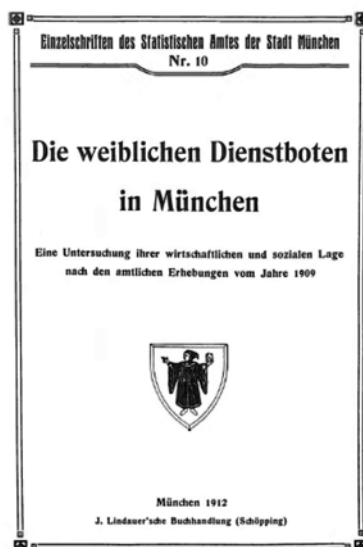 Einzelschriften des Statistischen Amtes der Stadt München
Nr. 10
Die weiblichen Dienstboten
in München
Eine Untersuchung ihrer wirtschaftlichen und sozialen Lage
nach den amtlichen Erhebungen vom Jahre 1909
München 1912
J. Lindauer'sche Buchhandlung (Schöpping)